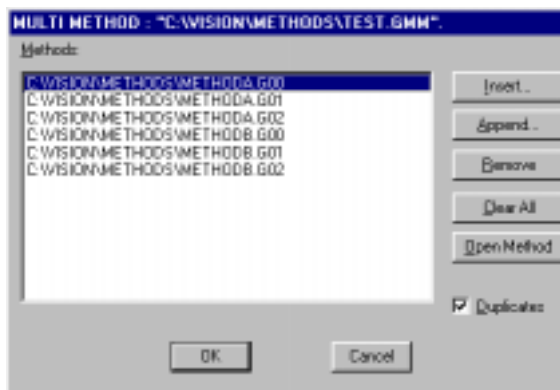 MULTI METHOD : "C:\VISION\METHODS\TEST.GMM".
Methods:
C:\VISION\METHODS\METHODA.G00
C:\VISION\METHODS\METHODA.G01
C:\VISION\METHODS\METHODA.G02
C:\VISION\METHODS\METHODB.G00
C:\VISION\METHODS\METHODB.G01
C:\VISION\METHODS\METHODB.G02
Insert...
Append...
Remove
Clear All
Open Method
Duplicates
OK
Cancel